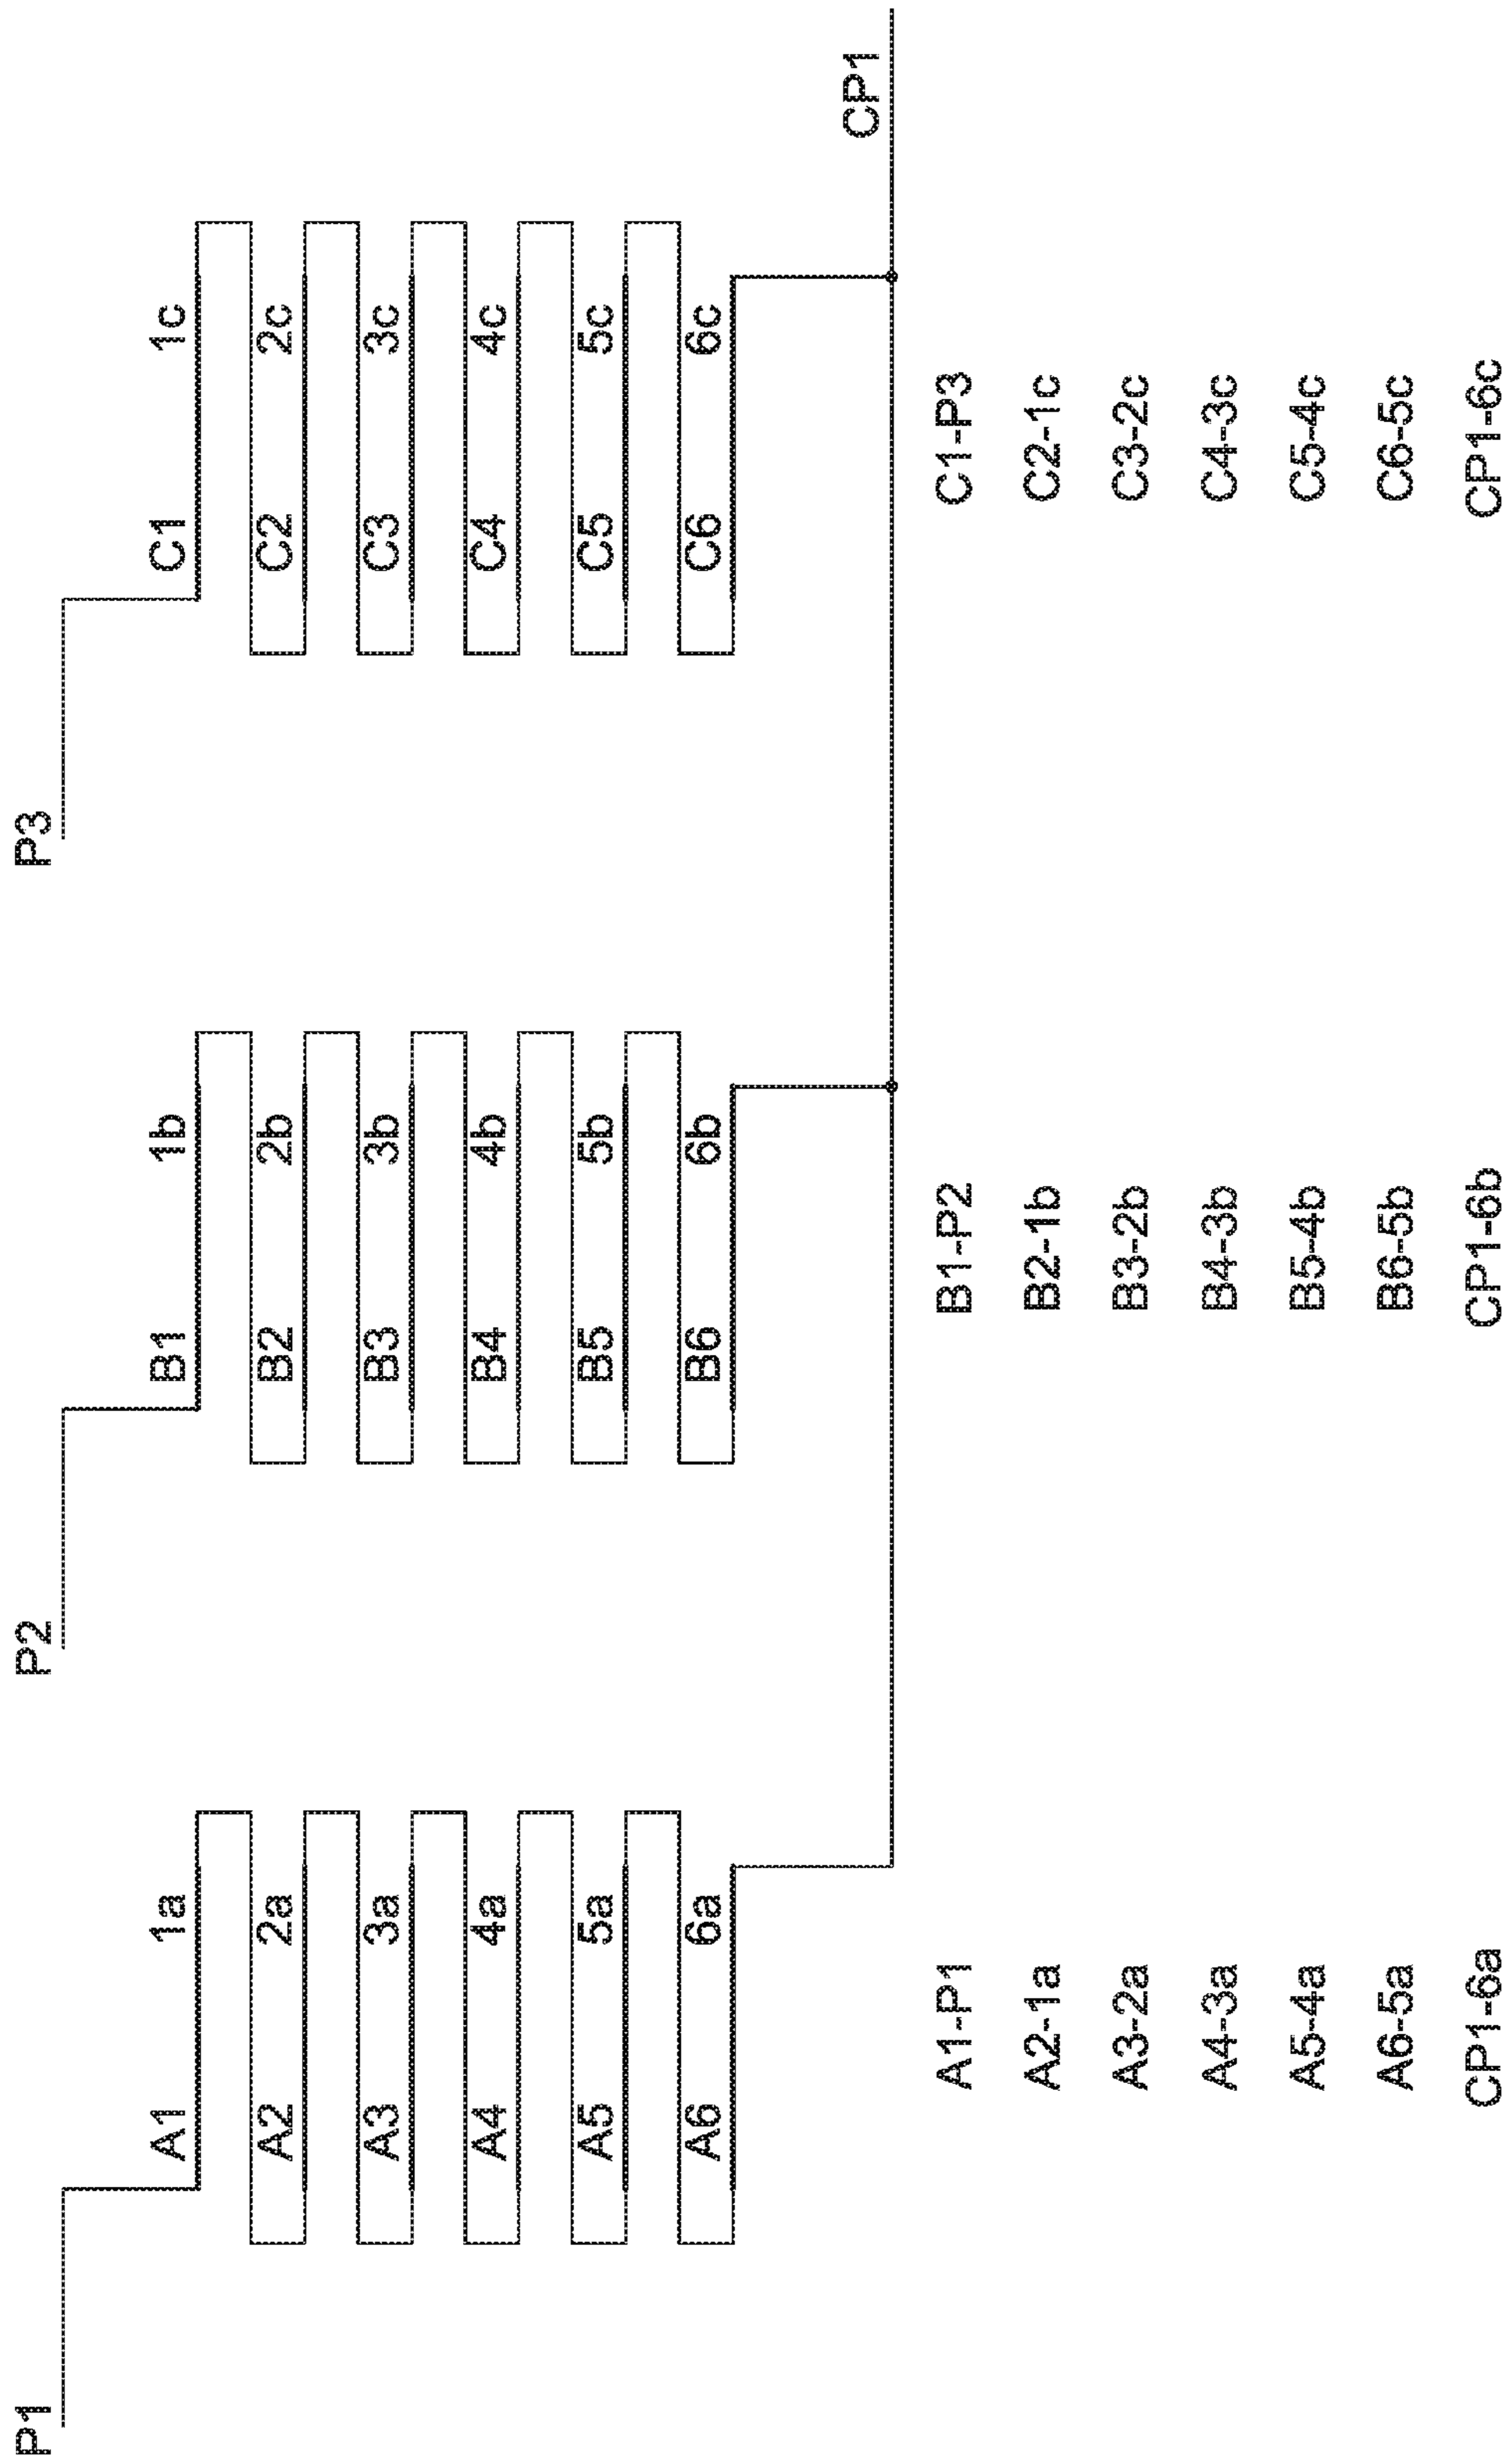 P1 P2 P3
A1 1a B1 1b C1 1c
A2 2a B2 2b C2 2c
A3 3a B3 3b C3 3c
A4 4a B4 4b C4 4c
A5 5a B5 5b C5 5c
A6 6a B6 6b C6 6c
CP1
A1-P1 B1-P2 C1-P3
A2-1a B2-1b C2-1c
A3-2a B3-2b C3-2c
A4-3a B4-3b C4-3c
A5-4a B5-4b C5-4c
A6-5a B6-5b C6-5c
CP1-6a CP1-6b CP1-6c